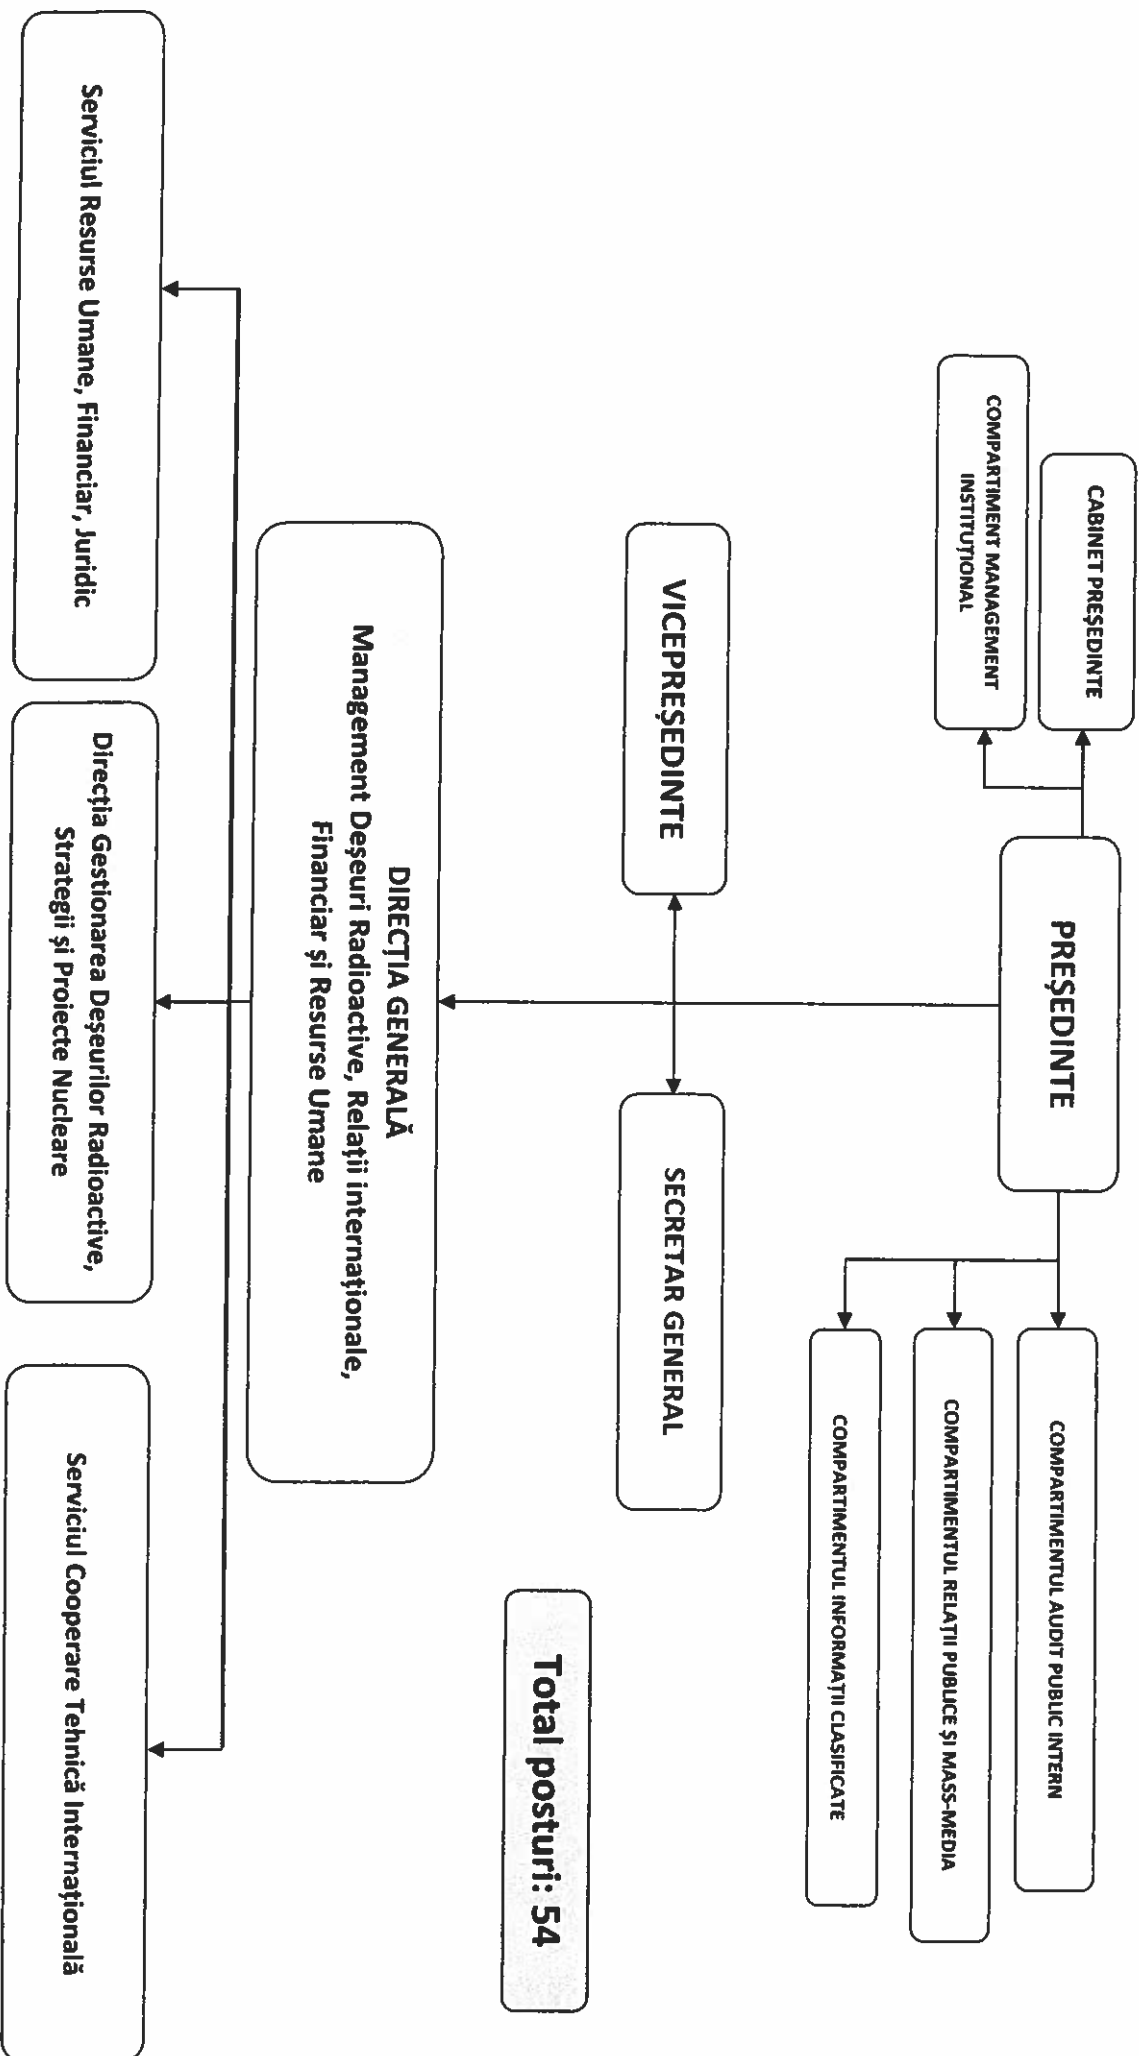 CABINET PREȘEDINTE
COMPARTIMENT MANAGEMENT
INSTITUȚIONAL
PREȘEDINTE
COMPARTIMENTUL AUDIT PUBLIC INTERN
COMPARTIMENTUL RELAȚII PUBLICE ȘI MASS-MEDIA
COMPARTIMENTUL INFORMAȚII CLASIFICATE
VICEPREȘEDINTE
SECRETAR GENERAL
Total posturi: 54
DIRECȚIA GENERALĂ
Management Deșeuri Radioactive, Relații internaționale,
Financiar și Resurse Umane
Serviciul Resurse Umane, Financiar, Juridic
Direcția Gestionarea Deșeurilor Radioactive,
Strategii și Proiecte Nucleare
Serviciul Cooperare Tehnică Internațională